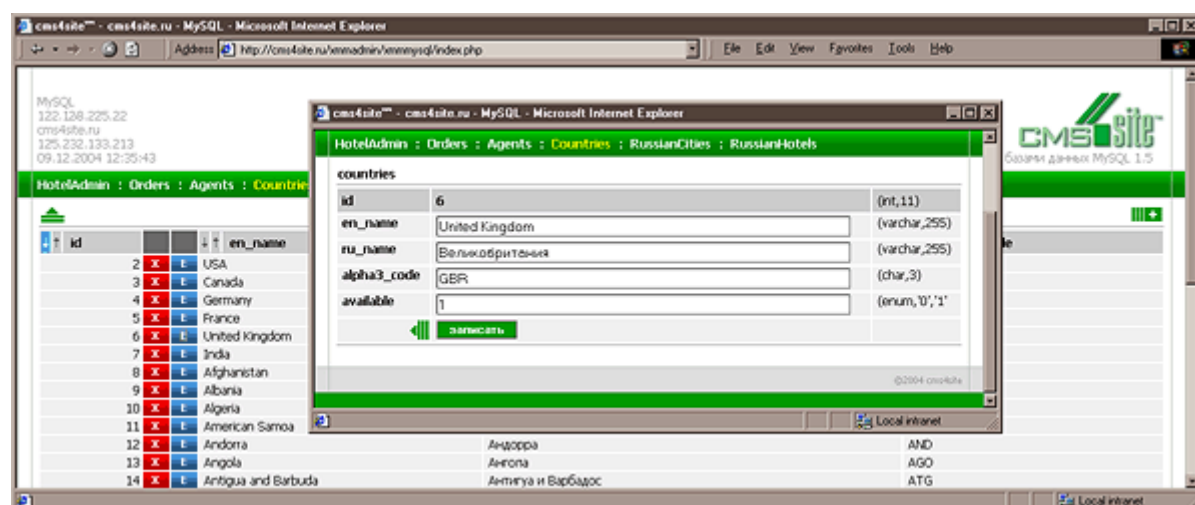 cms4site™ - cms4site.ru - MySQL - Microsoft Internet Explorer
Address http://cms4site.ru/xmmadmin/xmmmysql/index.php File Edit View Favorites Tools Help
MySQL
122.128.225.22
cms4site.ru
125.232.133.213
09.12.2004 12:35:43
CMS site™
базами данных MySQL 1.5
HotelAdmin : Orders : Agents : Countrie
id en_name
2 X E USA
3 X E Canada
4 X E Germany
5 X E France
6 X E United Kingdom
7 X E India
8 X E Afghanistan
9 X E Albania
10 X E Algeria
11 X E American Samoa
12 X E Andorra Андорра AND
13 X E Angola Ангола AGO
14 X E Antigua and Barbuda Антигуа и Барбадос ATG
Local intranet
cms4site™ - cms4site.ru - MySQL - Microsoft Internet Explorer
HotelAdmin : Orders : Agents : Countries : RussianCities : RussianHotels
countries
id 6 (int,11)
en_name United Kingdom (varchar,255)
ru_name Великобритания (varchar,255)
alpha3_code GBR (char,3)
available 1 (enum,'0','1'
записать
©2004 cms4site
Local intranet